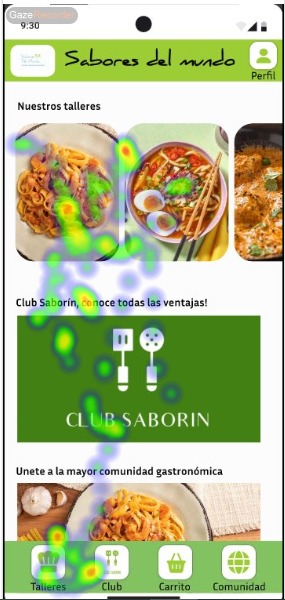 GazeRecorder
9:30
Sabores del mundo
Perfil
Nuestros talleres
Club Saborín, conoce todas las ventajas!
CLUB SABORIN
Unete a la mayor comunidad gastronómica
Talleres
Club
Carrito
Comunidad